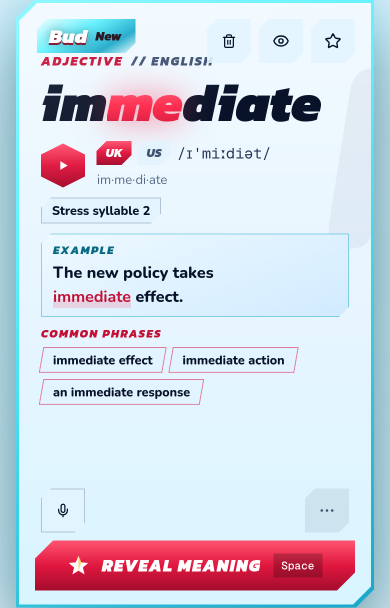 Bud New
ADJECTIVE // ENGLISH
immediate
UK US /ɪˈmiːdiət/
im·me·di·ate
Stress syllable 2
EXAMPLE
The new policy takes
immediate effect.
COMMON PHRASES
immediate effect immediate action
an immediate response
...
REVEAL MEANING Space